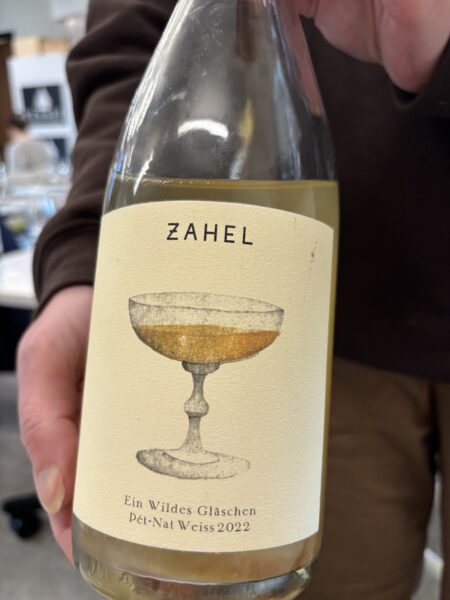 ZAHEL
Ein Wildes Gläschen
Pét-Nat Weiss 2022